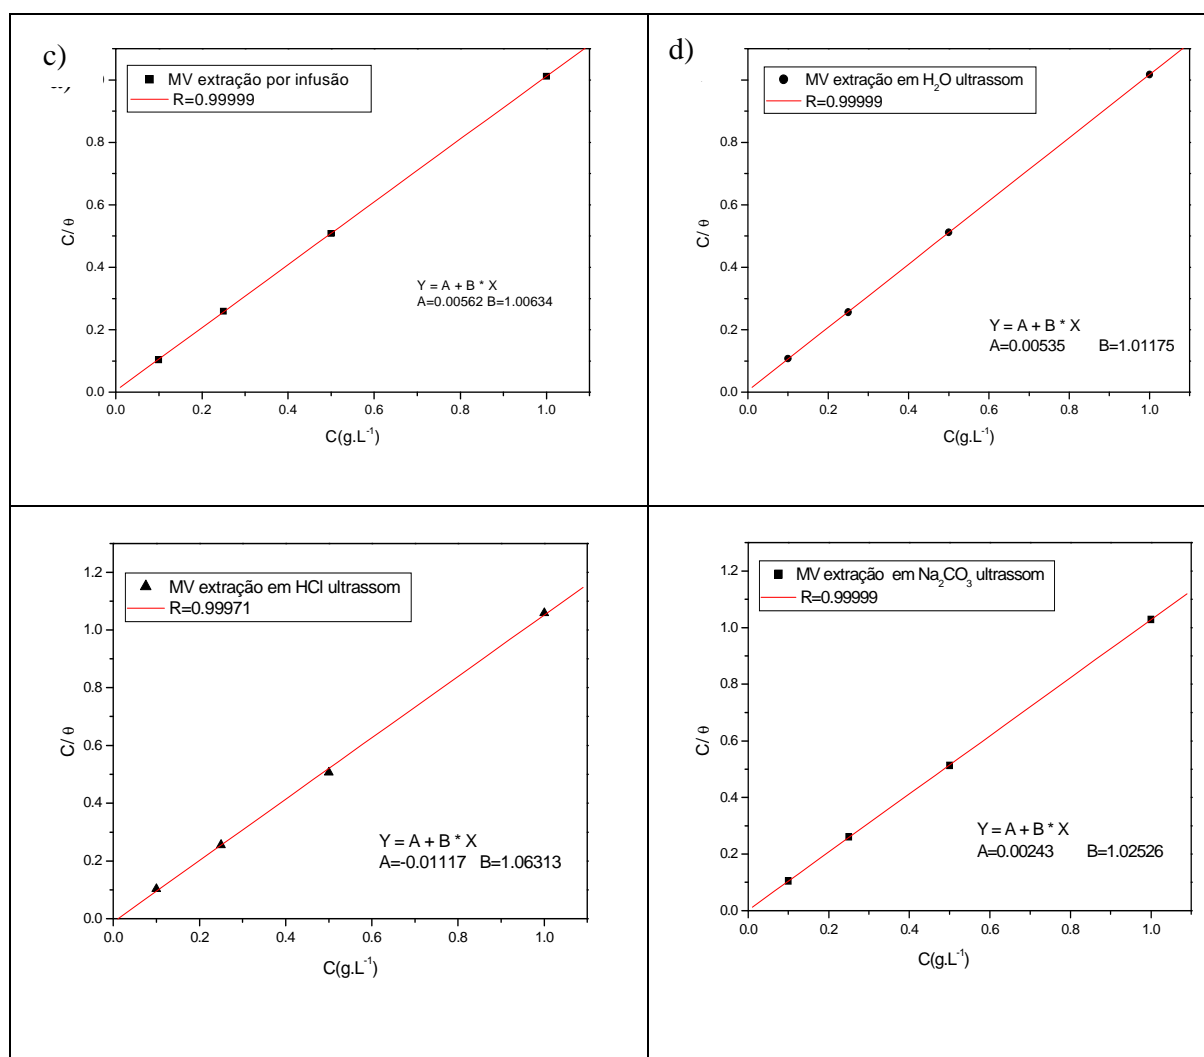 c)
MV extração por infusão
R=0.99999
0.8
0.6
0.4
0.2
0.0
C/ θ
Y = A + B * X
A=0.00562 B=1.00634
0.0 0.2 0.4 0.6 0.8 1.0
C(g.L⁻¹)
d)
MV extração em H₂O ultrassom
R=0.99999
0.8
0.6
0.4
0.2
0.0
C/ θ
Y = A + B * X
A=0.00535 B=1.01175
0.0 0.2 0.4 0.6 0.8 1.0
C(g.L⁻¹)
MV extração em HCl ultrassom
R=0.99971
1.2
1.0
0.8
0.6
0.4
0.2
0.0
C/ θ
Y = A + B * X
A=-0.01117 B=1.06313
0.0 0.2 0.4 0.6 0.8 1.0
C(g.L⁻¹)
MV extração em Na₂CO₃ ultrassom
R=0.99999
1.2
1.0
0.8
0.6
0.4
0.2
0.0
C/ θ
Y = A + B * X
A=0.00243 B=1.02526
0.0 0.2 0.4 0.6 0.8 1.0
C(g.L⁻¹)